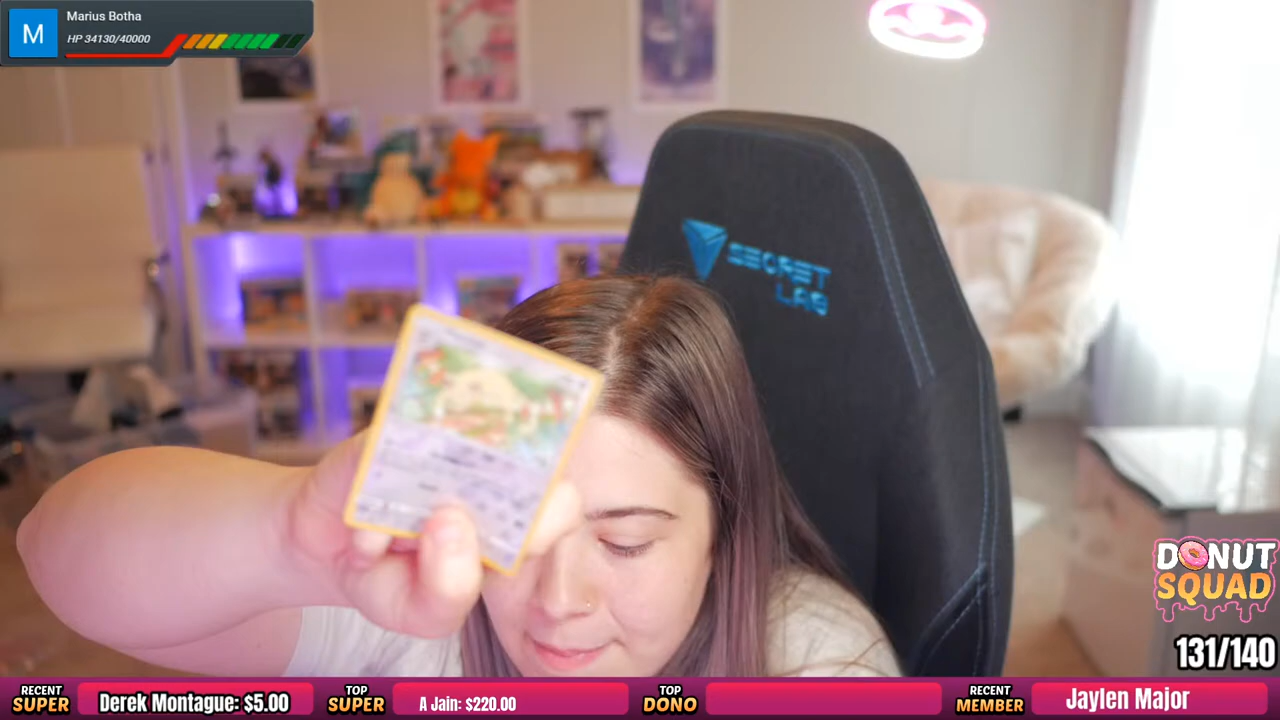 M
Marius Botha
HP 34130/40000
SECRET
LAB
DONUT
SQUAD
131/140
RECENT
SUPER
Derek Montague: $5.00
TOP
SUPER
A Jain: $220.00
TOP
DONO
RECENT
MEMBER
Jaylen Major